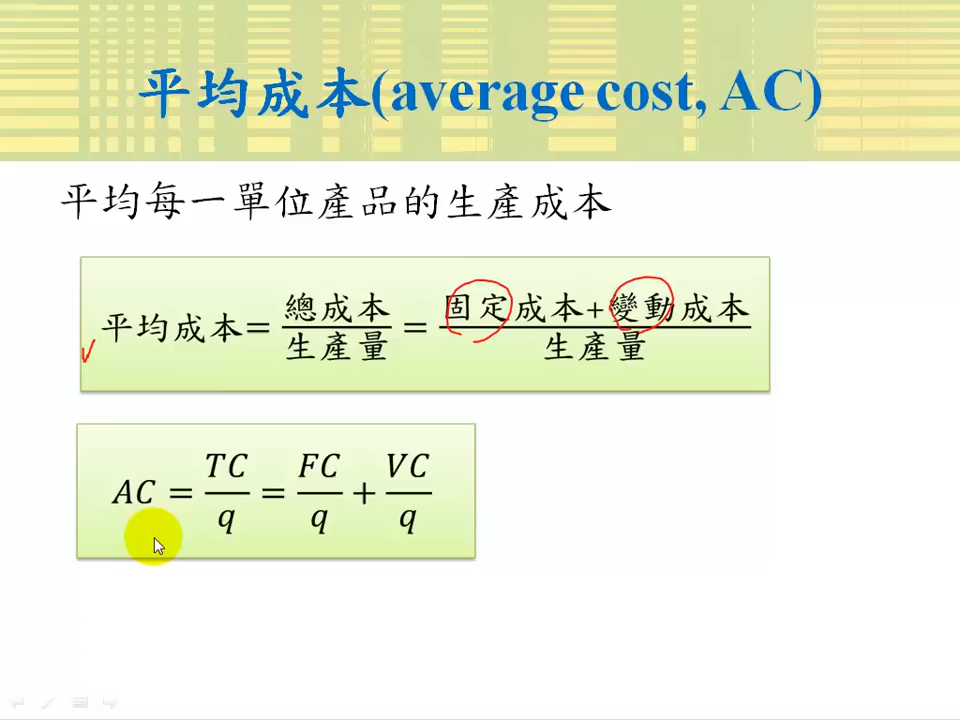 平均成本(average cost, AC)
平均每一單位產品的生產成本
平均成本=總成本/生產量=固定成本+變動成本/生產量
AC=TC/q=FC/q+VC/q